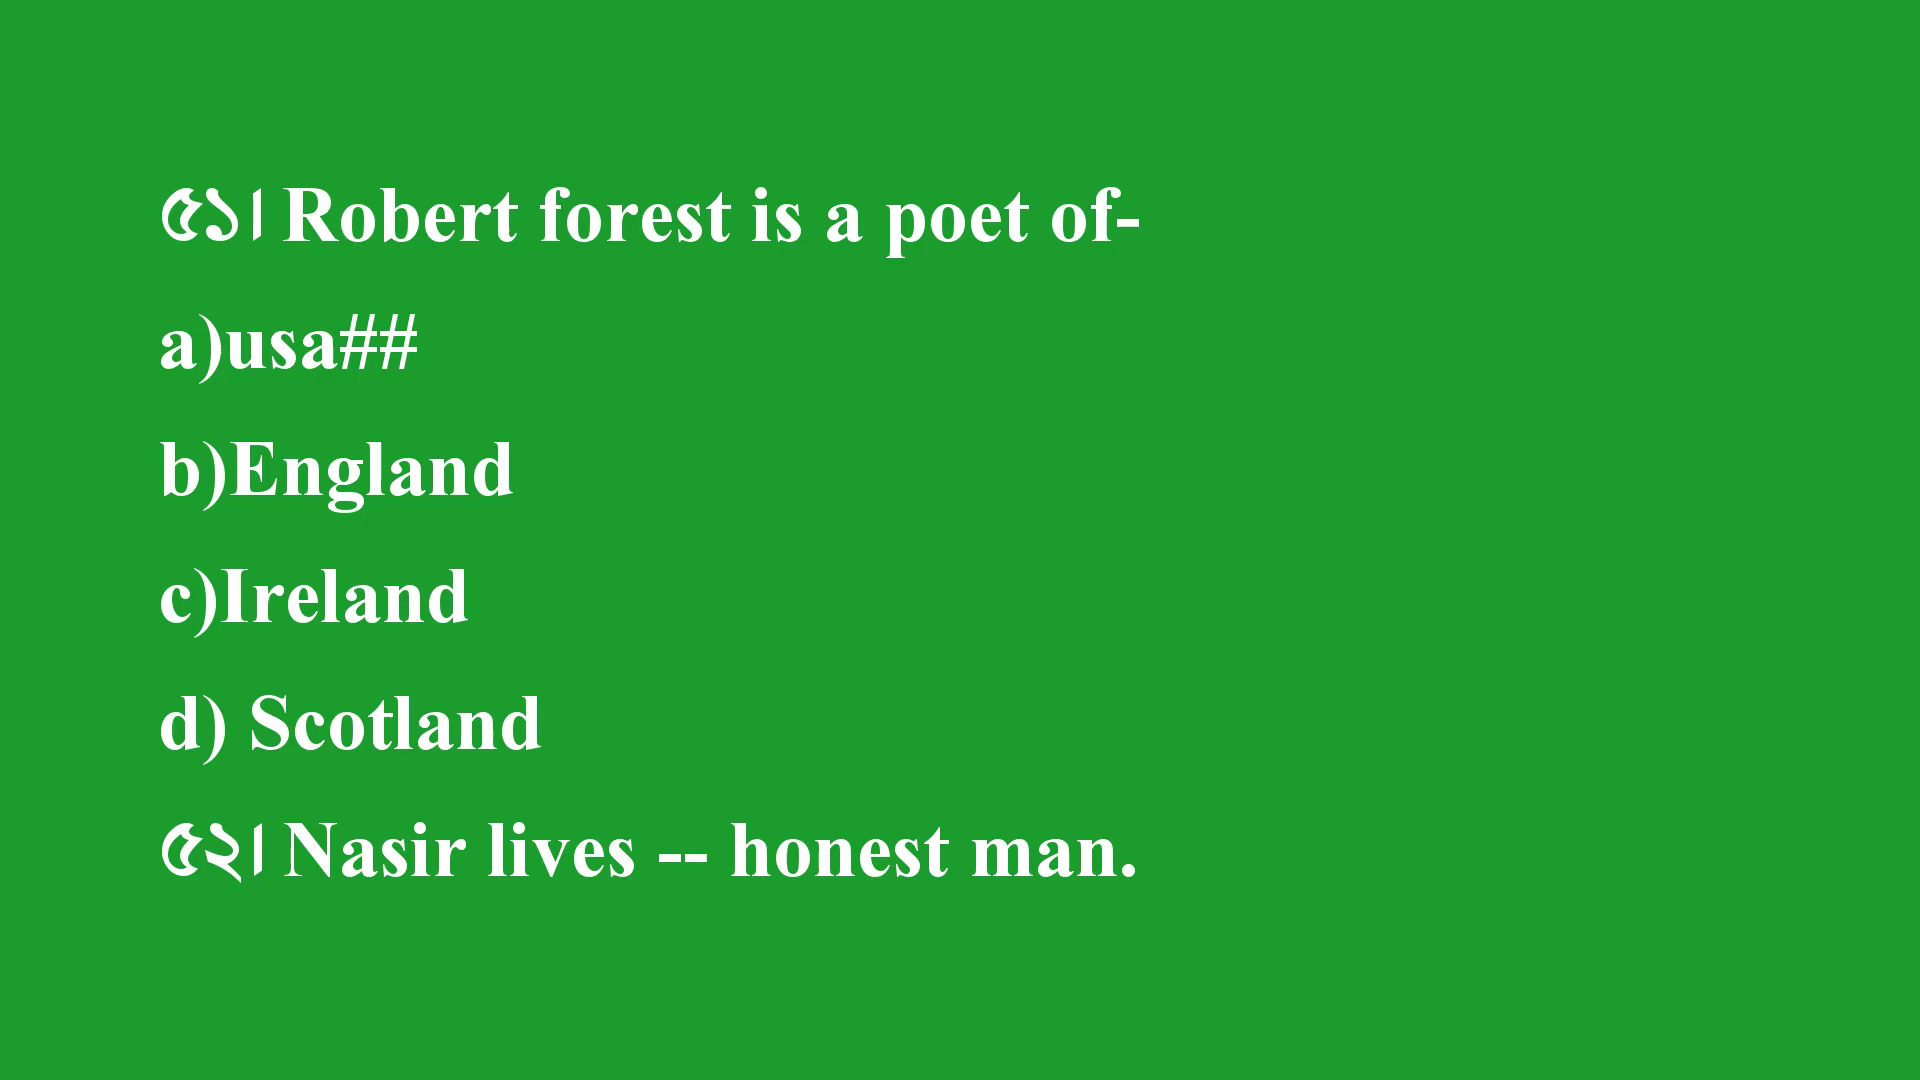 ৫১। Robert forest is a poet of-
a)usa##
b)England
c)Ireland
d) Scotland
৫২। Nasir lives -- honest man.